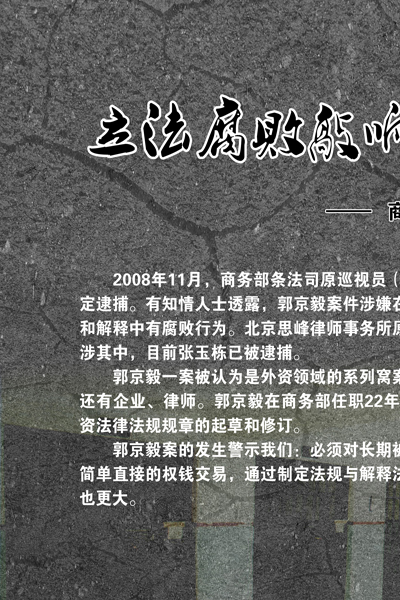 立法腐败敲响
—— 商
2008年11月，商务部条法司原巡视员（
定逮捕。有知情人士透露，郭京毅案件涉嫌在
和解释中有腐败行为。北京思峰律师事务所原
涉其中，目前张玉栋已被逮捕。
郭京毅一案被认为是外资领域的系列窝案
还有企业、律师。郭京毅在商务部任职22年
资法律法规规章的起草和修订。
郭京毅案的发生警示我们：必须对长期被
简单直接的权钱交易，通过制定法规与解释法
也更大。